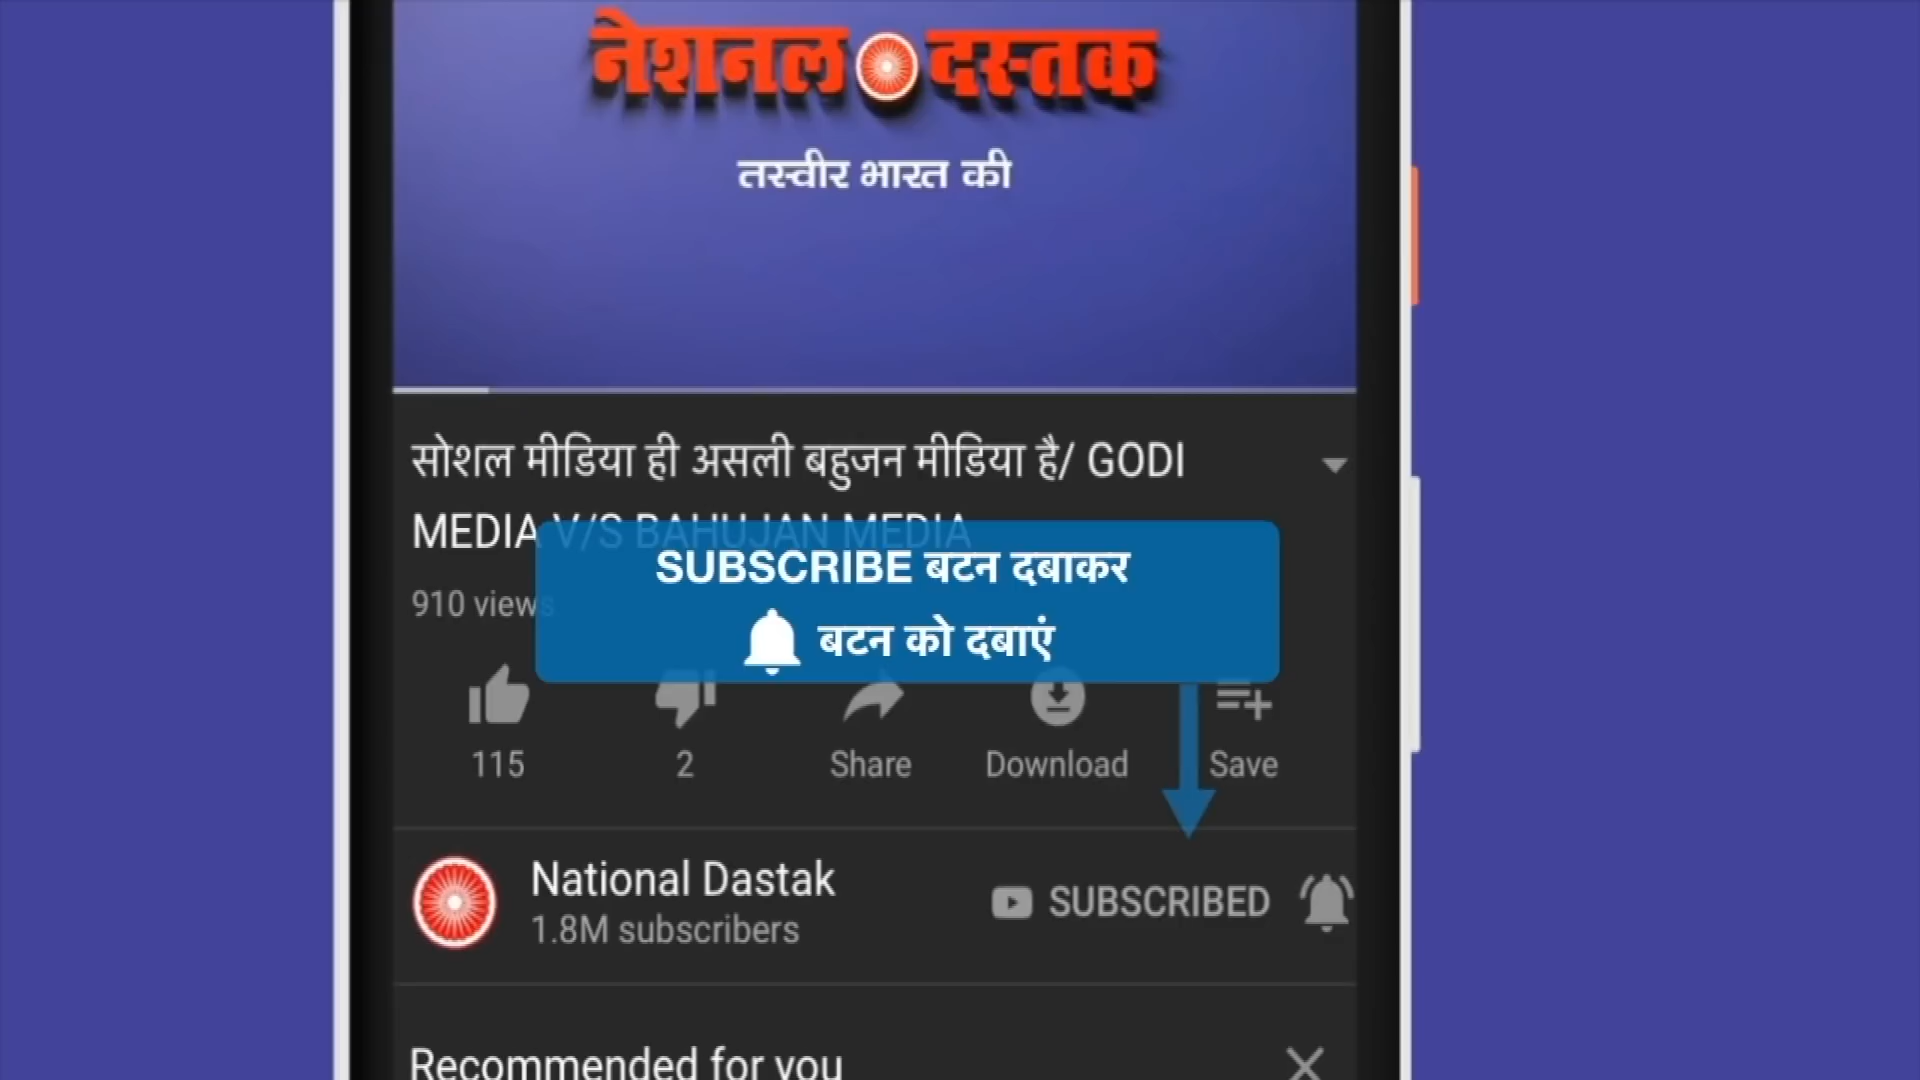 नेशनल दस्तक
तस्वीर भारत की
सोशल मीडिया ही असली बहुजन मीडिया है/ GODI
MEDIA V/S BAHUJAN MEDIA
SUBSCRIBE बटन दबाकर
बटन को दबाएं
910 views
115
2
Share
Download
Save
National Dastak
1.8M subscribers
SUBSCRIBED
Recommended for you